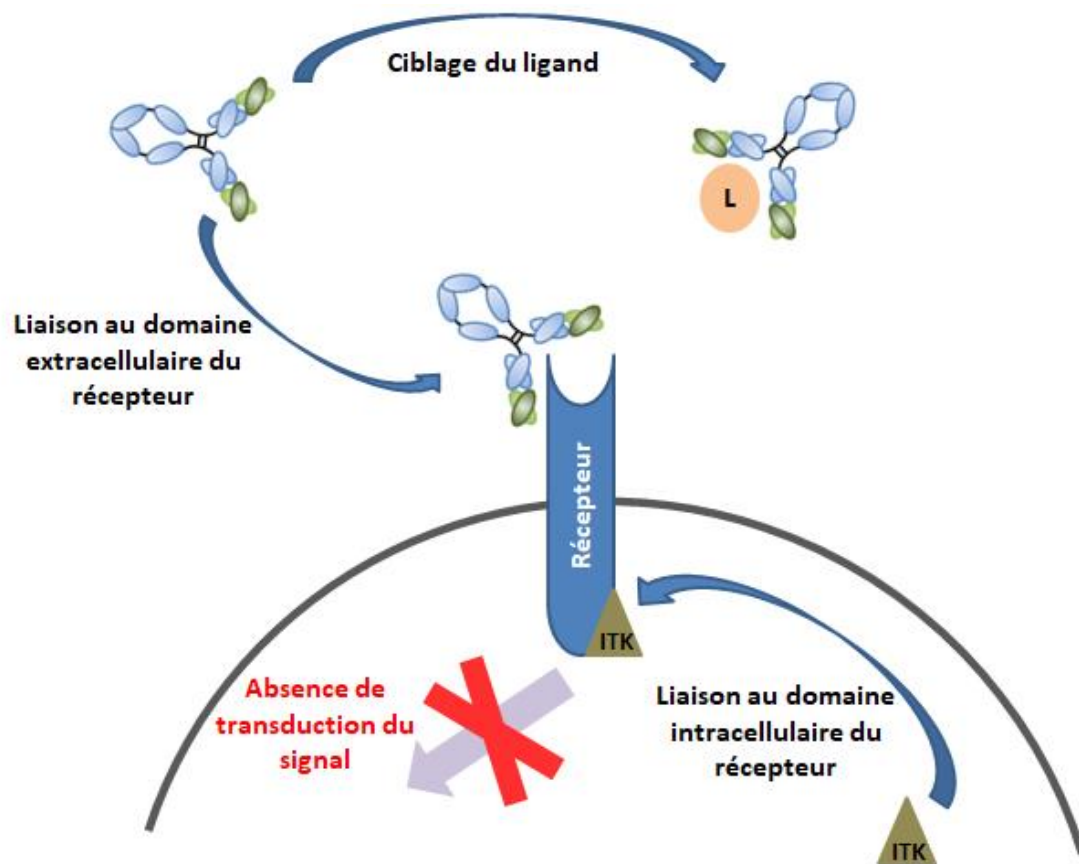 Ciblage du ligand
L
Liaison au domaine
extracellulaire du
récepteur
Récepteur
ITK
Absence de
transduction du
signal
Liaison au domaine
intracellulaire du
récepteur
ITK